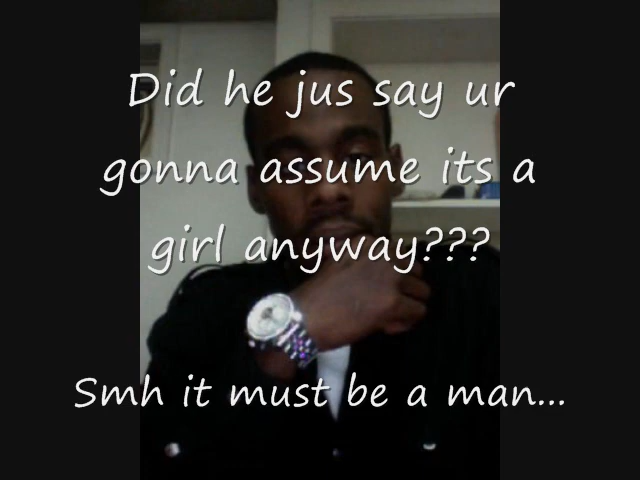 Did he jus say ur
gonna assume its a
girl anyway???
Smh it must be a man...